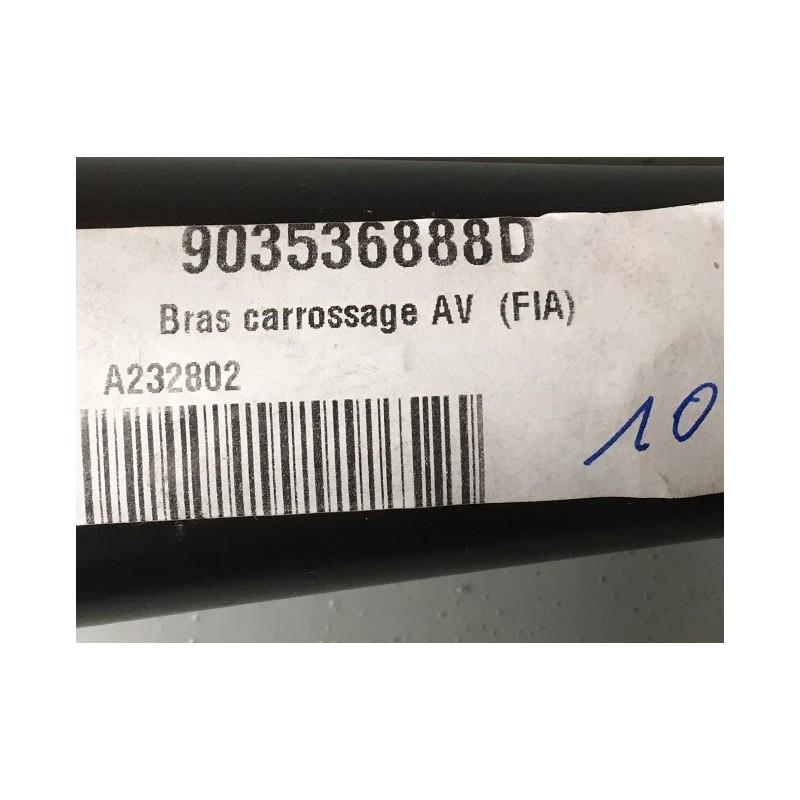 903536888D
Bras carrossage AV (FIA)
A232802
10